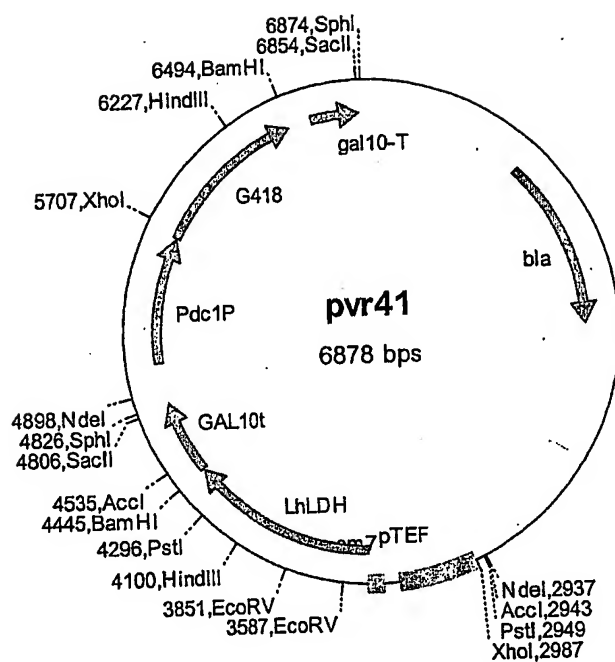 6874,SphI
6854,SacII
6494,BamHI
6227,HindIII
gal10-T
G418
5707,XhoI
bla
pvr41
6878 bps
Pdc1P
GAL10t
4898,NdeI
4826,SphI
4806,SacII
4535,AccI
4445,BamHI
4296,PstI
4100,HindIII
3851,EcoRV
3587,EcoRV
LhLDH
em7
pTEF
NdeI,2937
AccI,2943
PstI,2949
XhoI,2987